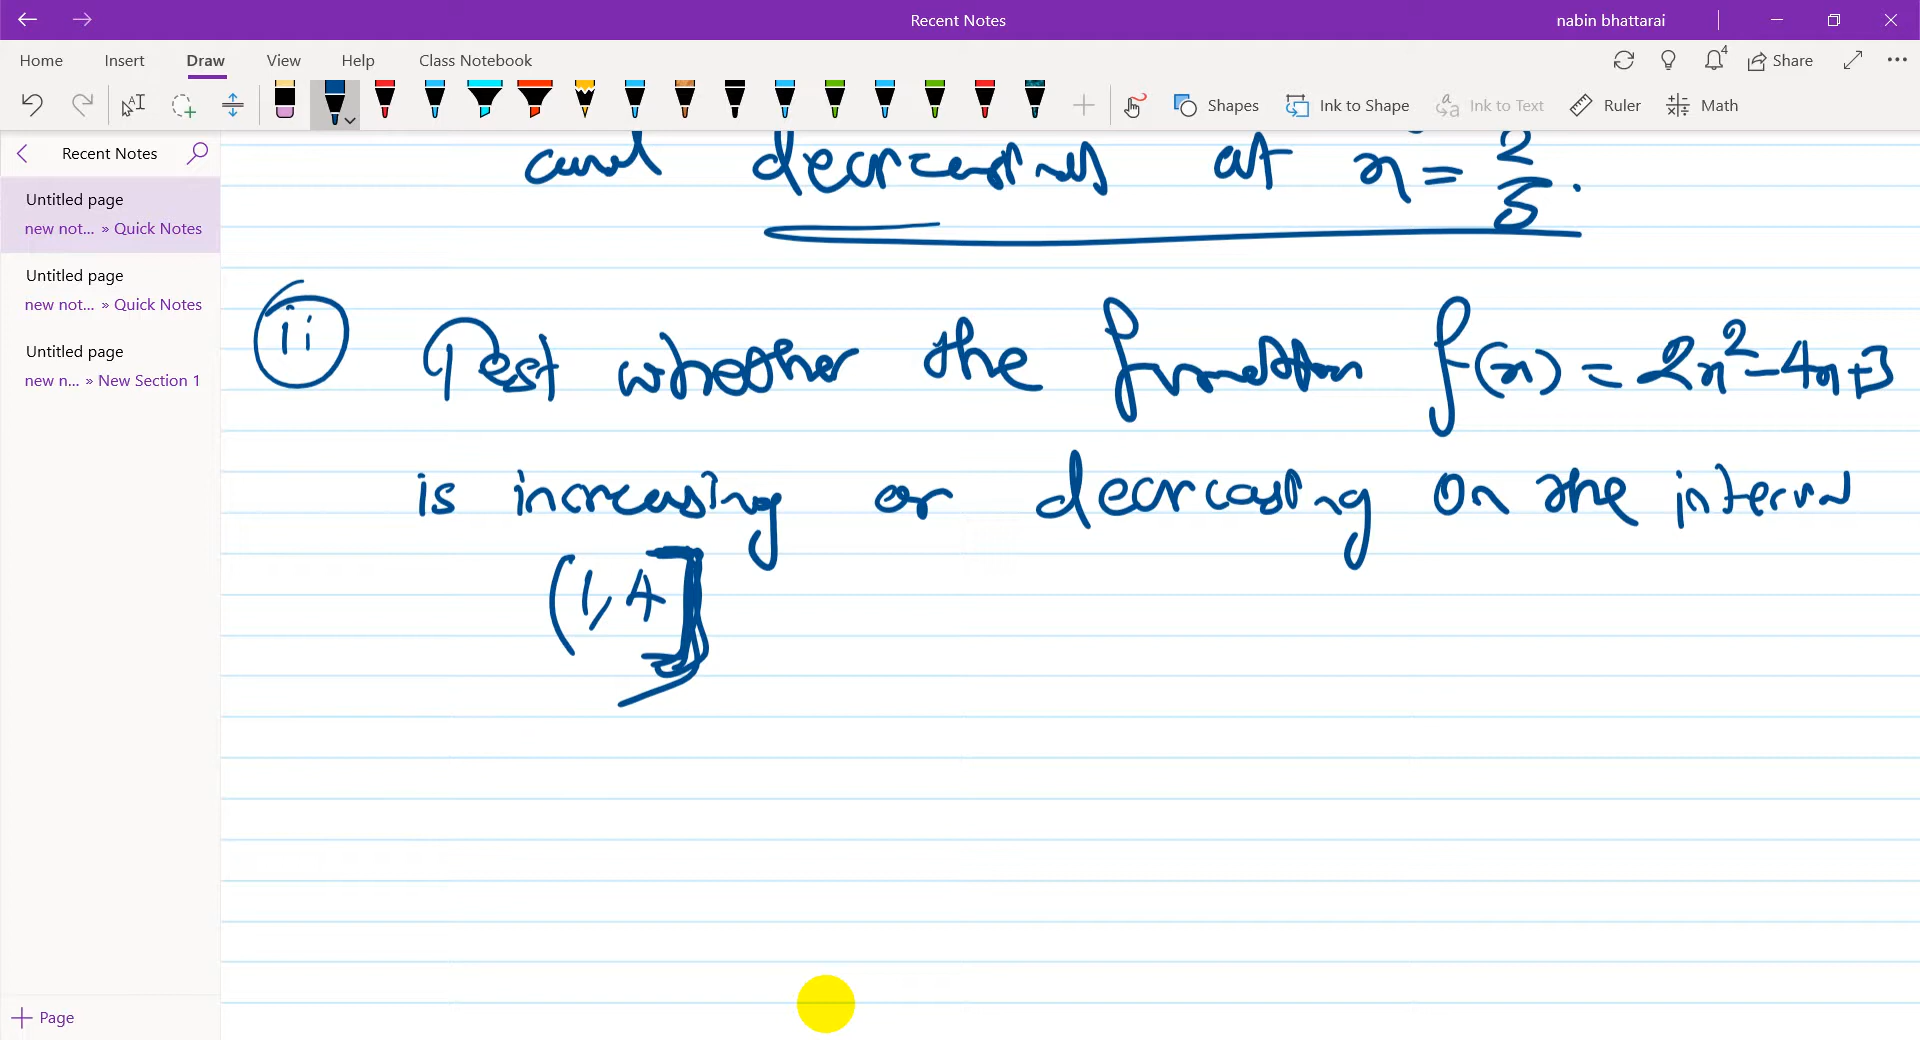 Recent Notes
nabin bhattarai
Home Insert Draw View Help Class Notebook
4
Share
Shapes Ink to Shape Ink to Text Ruler Math
Recent Notes
Untitled page
new not... » Quick Notes
Untitled page
new not... » Quick Notes
Untitled page
new n... » New Section 1
Page
and decreasing at x = 2/5.
ii Test whether the function f(x) = 2x²-4x+3
is increasing or decreasing on the interval
(1,4]